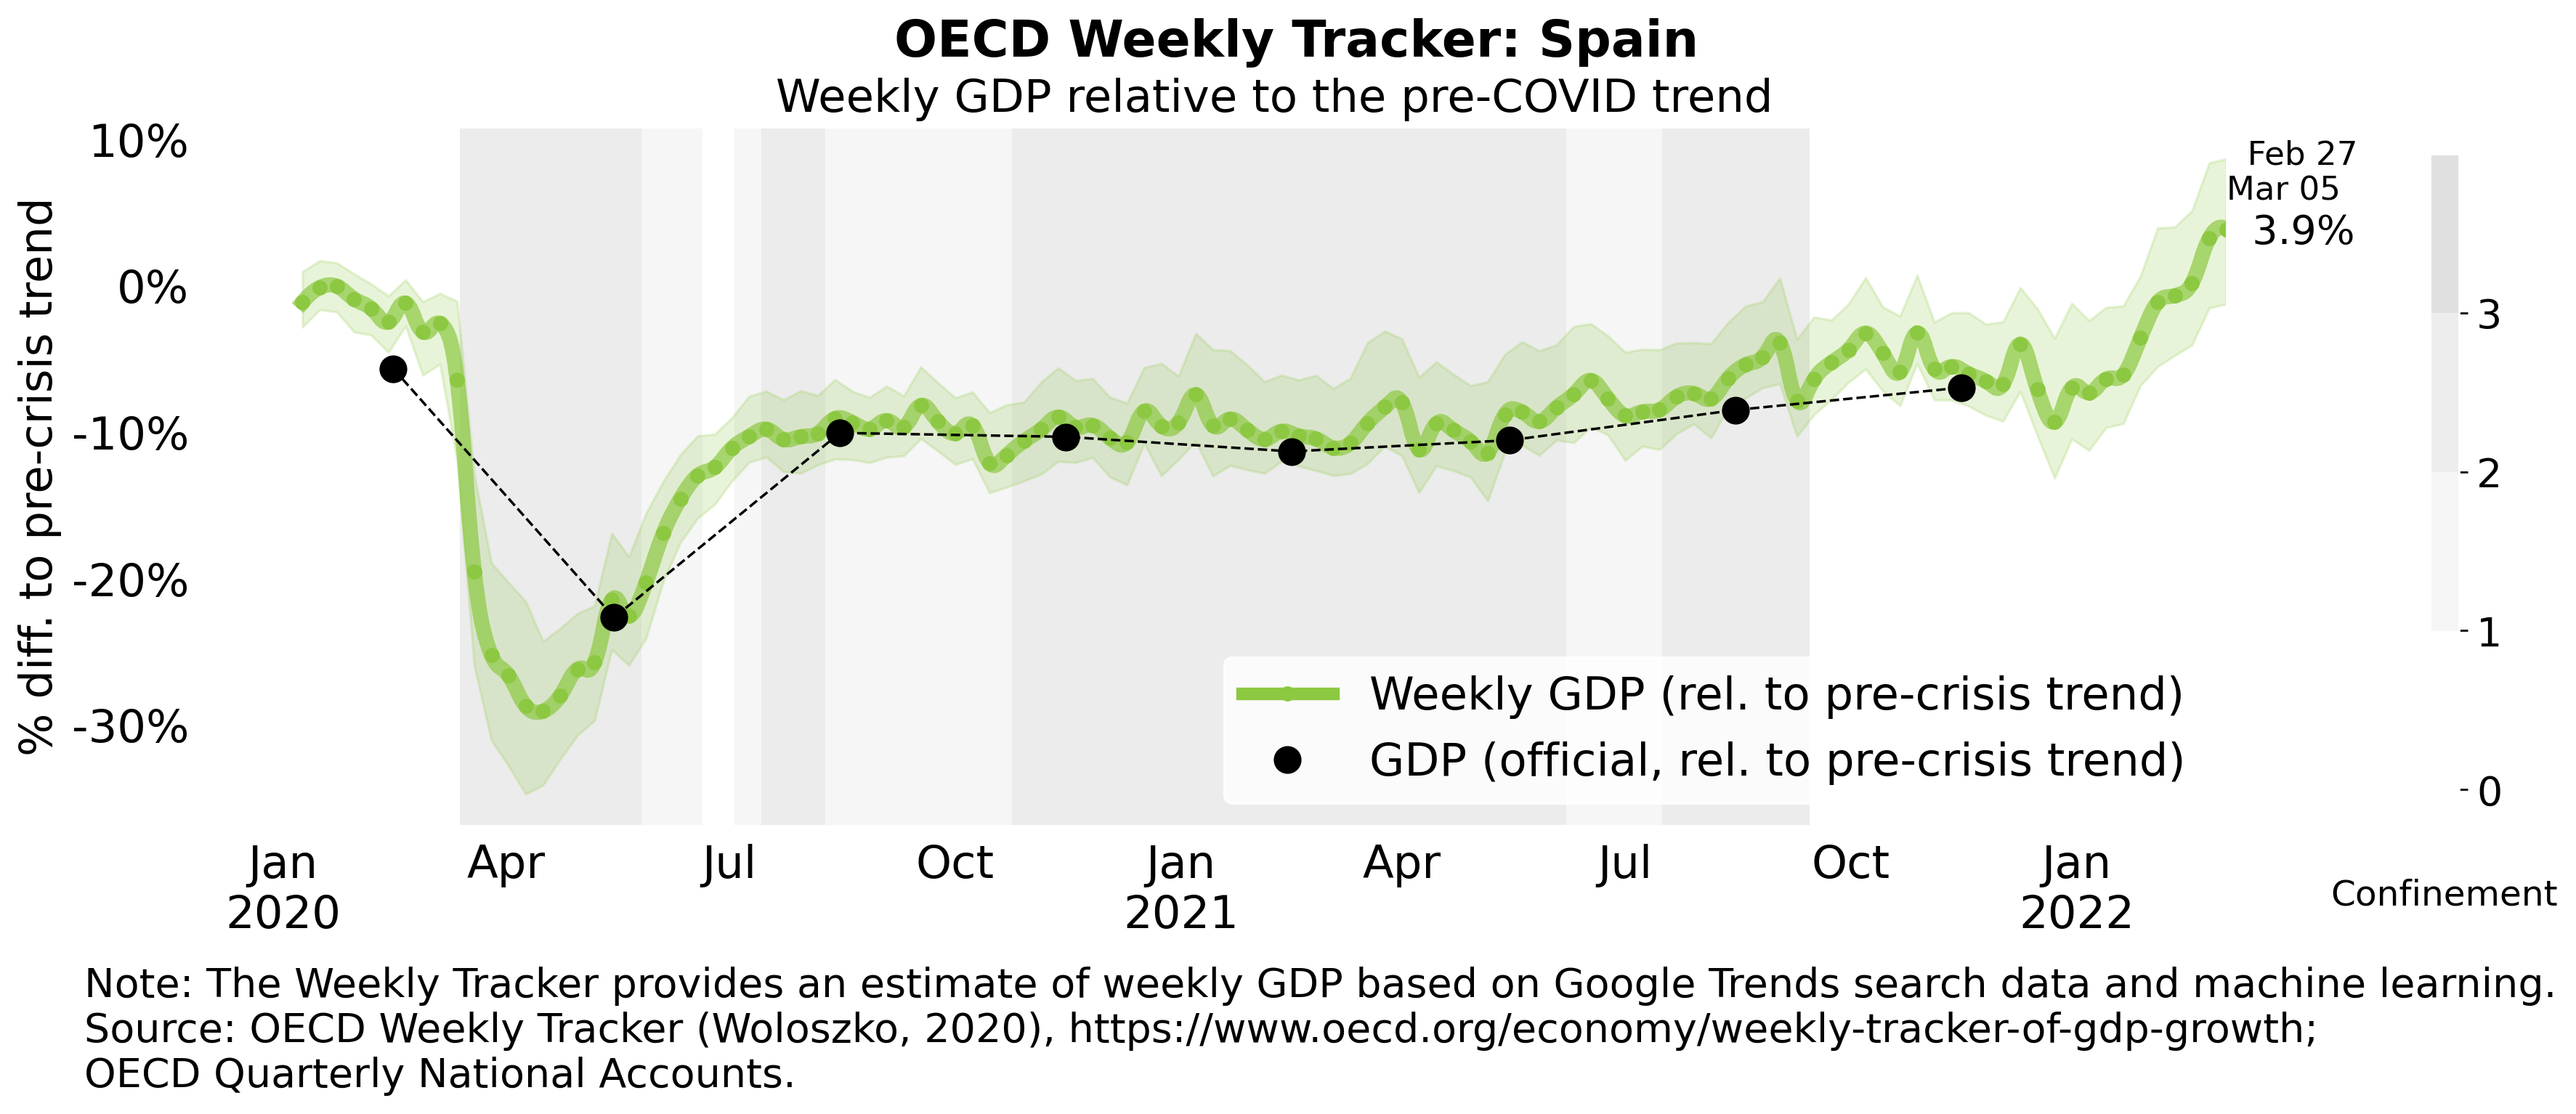 OECD Weekly Tracker: Spain
Weekly GDP relative to the pre-COVID trend
% diff. to pre-crisis trend
10%
0%
-10%
-20%
-30%
Feb 27
Mar 05
3.9%
3
2
1
0
Confinement
Weekly GDP (rel. to pre-crisis trend)
GDP (official, rel. to pre-crisis trend)
Jan Apr Jul Oct Jan Apr Jul Oct Jan
2020 2021 2022
Note: The Weekly Tracker provides an estimate of weekly GDP based on Google Trends search data and machine learning.
Source: OECD Weekly Tracker (Woloszko, 2020), https://www.oecd.org/economy/weekly-tracker-of-gdp-growth;
OECD Quarterly National Accounts.